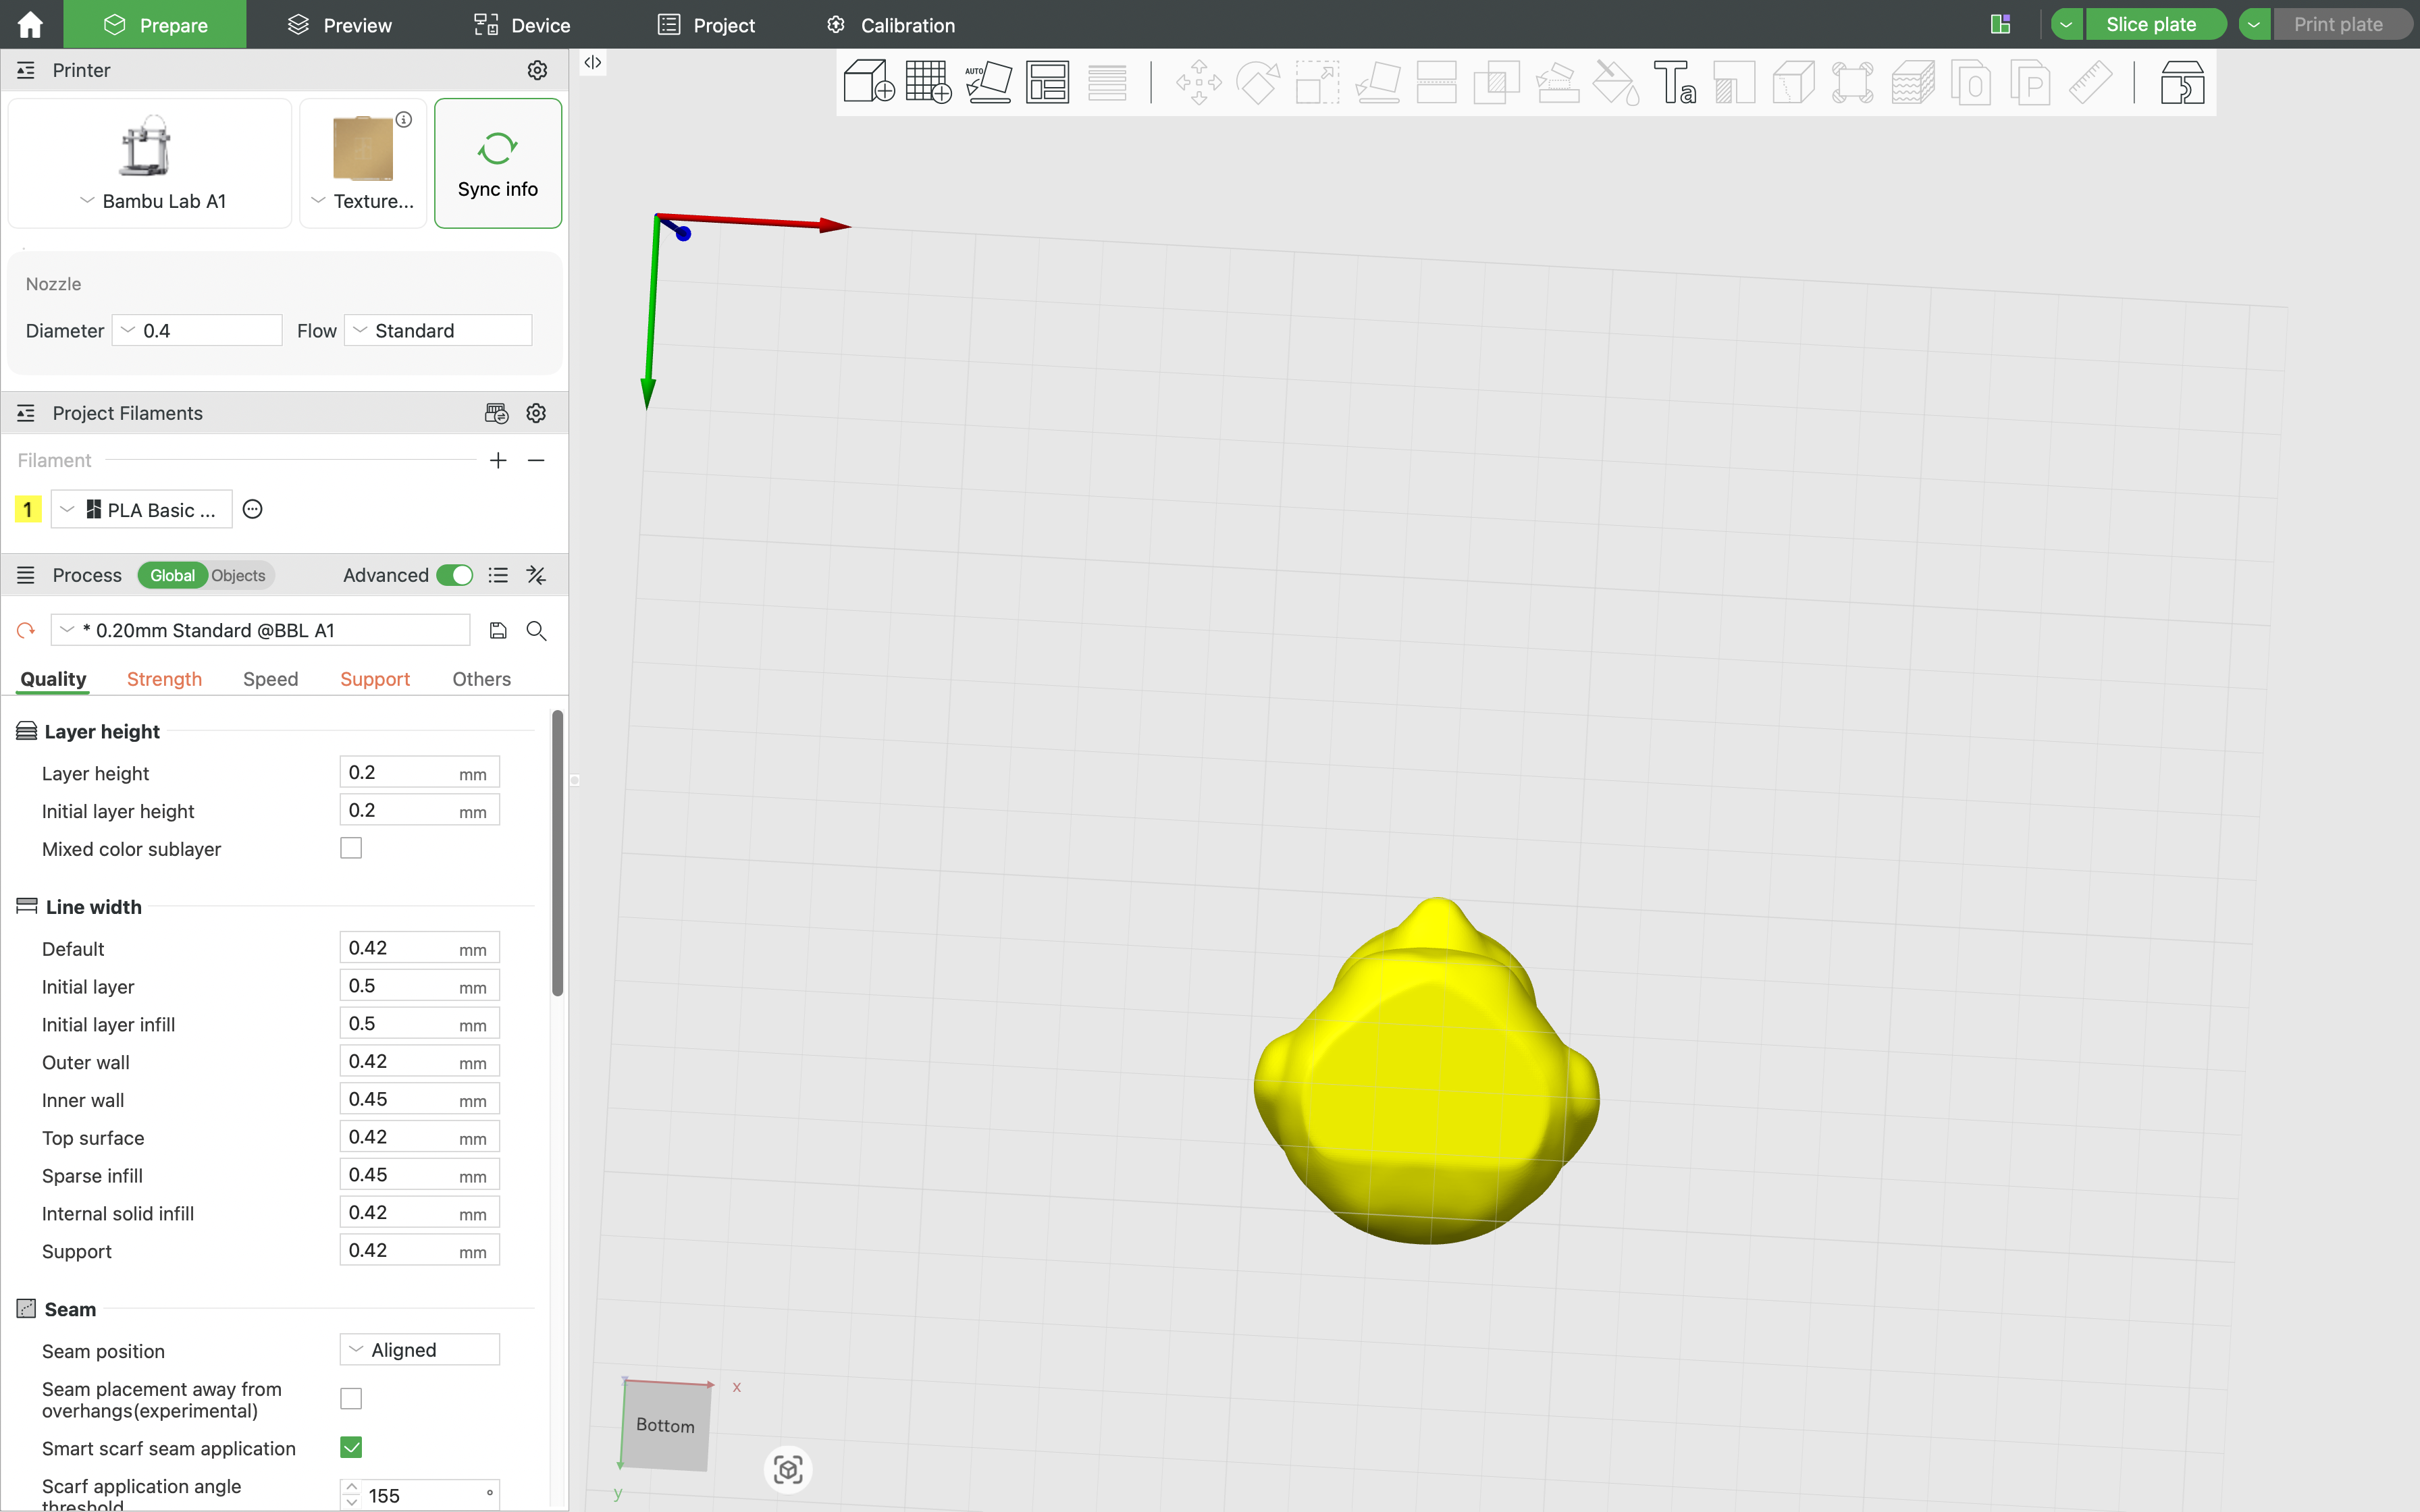 Prepare
Preview
Device
Project
Calibration
Slice plate
Print plate
Printer
Bambu Lab A1
Texture...
Sync info
Nozzle
Diameter 0.4 Flow Standard
Project Filaments
Filament
1 PLA Basic ...
Process Global Objects Advanced
* 0.20mm Standard @BBL A1
Quality Strength Speed Support Others
Layer height
Layer height 0.2 mm
Initial layer height 0.2 mm
Mixed color sublayer
Line width
Default 0.42 mm
Initial layer 0.5 mm
Initial layer infill 0.5 mm
Outer wall 0.42 mm
Inner wall 0.45 mm
Top surface 0.42 mm
Sparse infill 0.45 mm
Internal solid infill 0.42 mm
Support 0.42 mm
Seam
Seam position Aligned
Seam placement away from
overhangs(experimental)
Smart scarf seam application
Scarf application angle
threshold 155 °
AUTO
Ta
O
P
Bottom
x
y